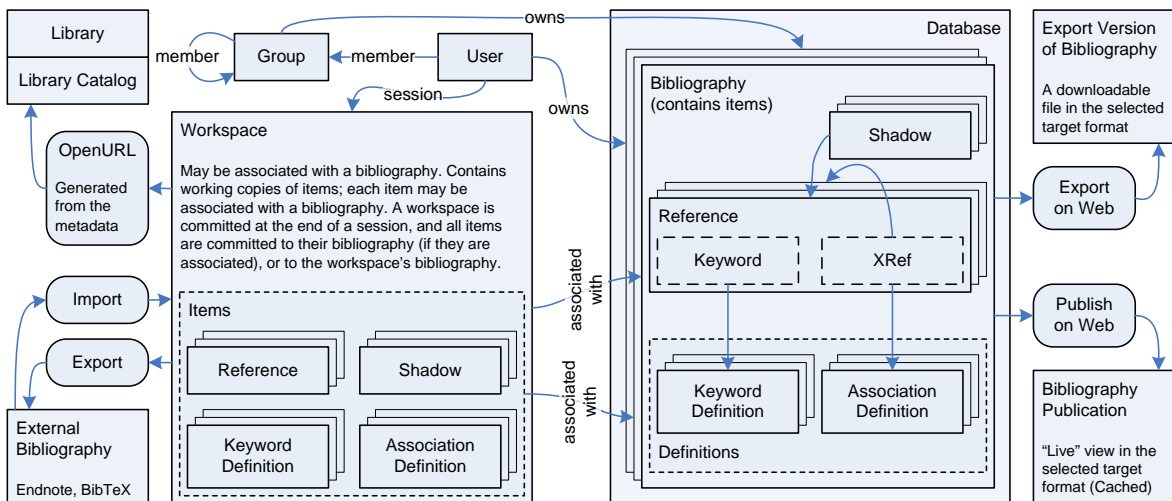 Library
Library Catalog
member
Group
member
User
owns
session
owns
OpenURL
Generated
from the
metadata
Import
Export
External
Bibliography
Endnote, BibTeX
Workspace
May be associated with a bibliography. Contains
working copies of items; each item may be
associated with a bibliography. A workspace is
committed at the end of a session, and all items
are committed to their bibliography (if they are
associated), or to the workspace’s bibliography.
Items
Reference
Shadow
Keyword
Definition
Association
Definition
associated
with
associated
with
Database
Bibliography
(contains items)
Shadow
Reference
Keyword
XRef
Keyword
Definition
Association
Definition
Definitions
Export Version
of Bibliography
A downloadable
file in the selected
target format
Export
on Web
Publish
on Web
Bibliography
Publication
“Live” view in the
selected target
format (Cached)